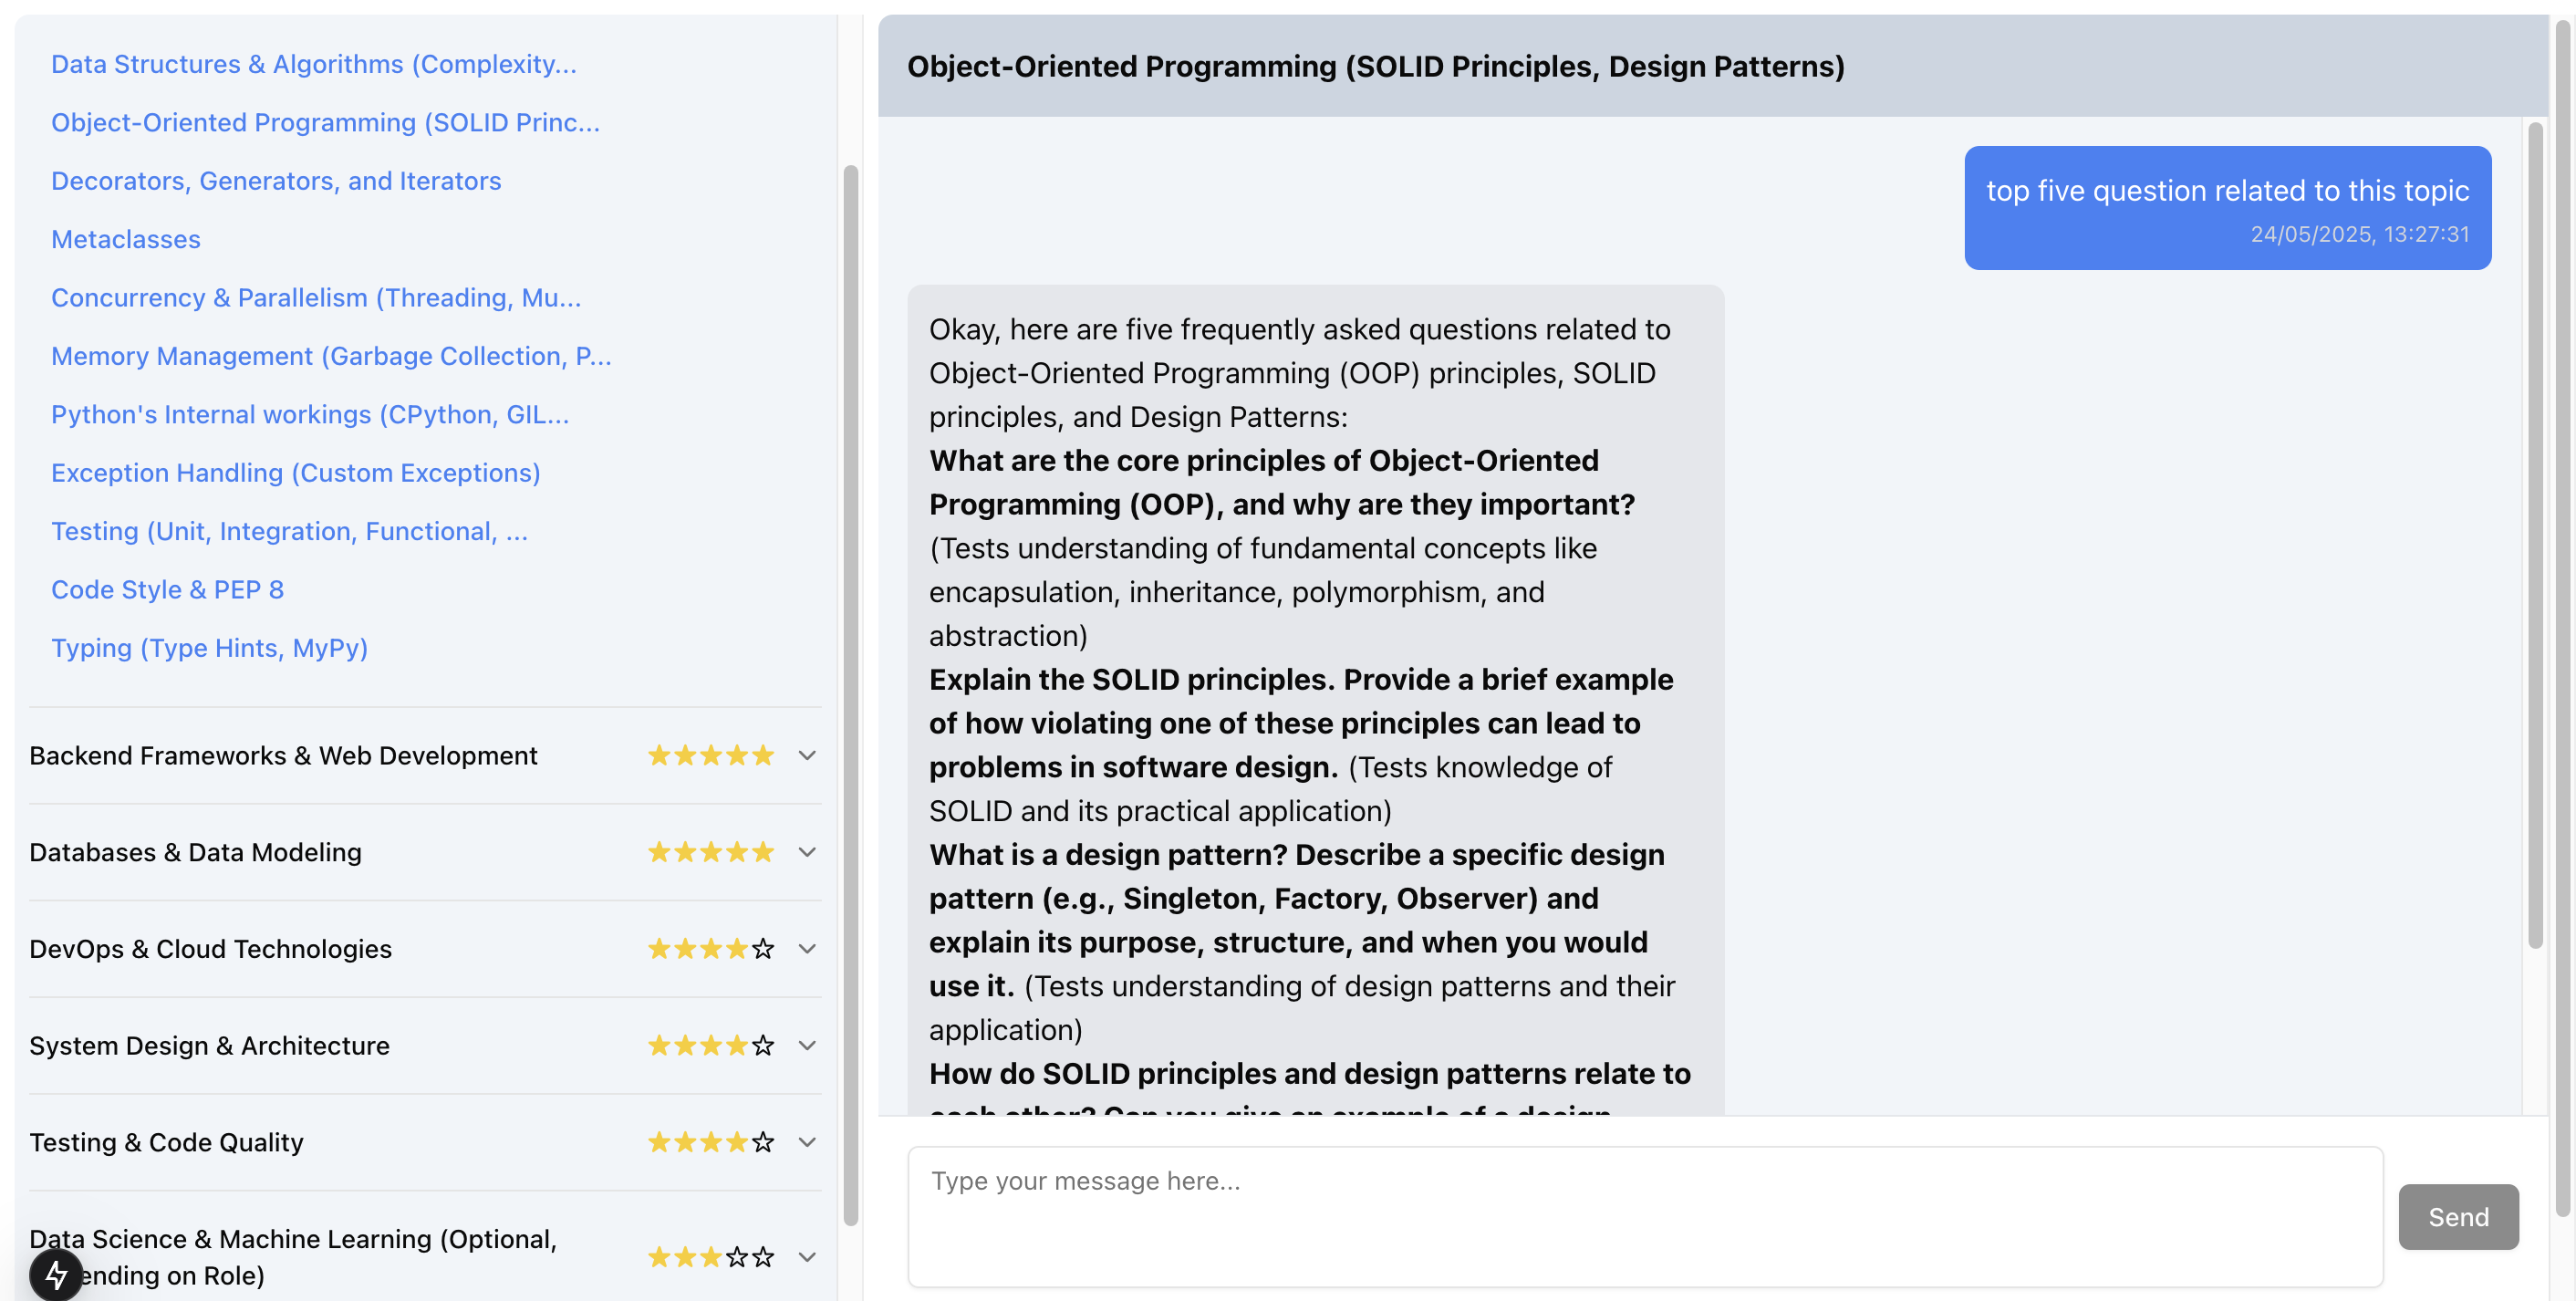 Data Structures & Algorithms (Complexity...
Object-Oriented Programming (SOLID Princ...
Decorators, Generators, and Iterators
Metaclasses
Concurrency & Parallelism (Threading, Mu...
Memory Management (Garbage Collection, P...
Python's Internal workings (CPython, GIL...
Exception Handling (Custom Exceptions)
Testing (Unit, Integration, Functional, ...
Code Style & PEP 8
Typing (Type Hints, MyPy)
Backend Frameworks & Web Development
Databases & Data Modeling
DevOps & Cloud Technologies
System Design & Architecture
Testing & Code Quality
Data Science & Machine Learning (Optional,
ending on Role)
Object-Oriented Programming (SOLID Principles, Design Patterns)
top five question related to this topic
24/05/2025, 13:27:31
Okay, here are five frequently asked questions related to
Object-Oriented Programming (OOP) principles, SOLID
principles, and Design Patterns:
What are the core principles of Object-Oriented
Programming (OOP), and why are they important?
(Tests understanding of fundamental concepts like
encapsulation, inheritance, polymorphism, and
abstraction)
Explain the SOLID principles. Provide a brief example
of how violating one of these principles can lead to
problems in software design. (Tests knowledge of
SOLID and its practical application)
What is a design pattern? Describe a specific design
pattern (e.g., Singleton, Factory, Observer) and
explain its purpose, structure, and when you would
use it. (Tests understanding of design patterns and their
application)
How do SOLID principles and design patterns relate to
each other? Can you give an example of a design
Type your message here...
Send